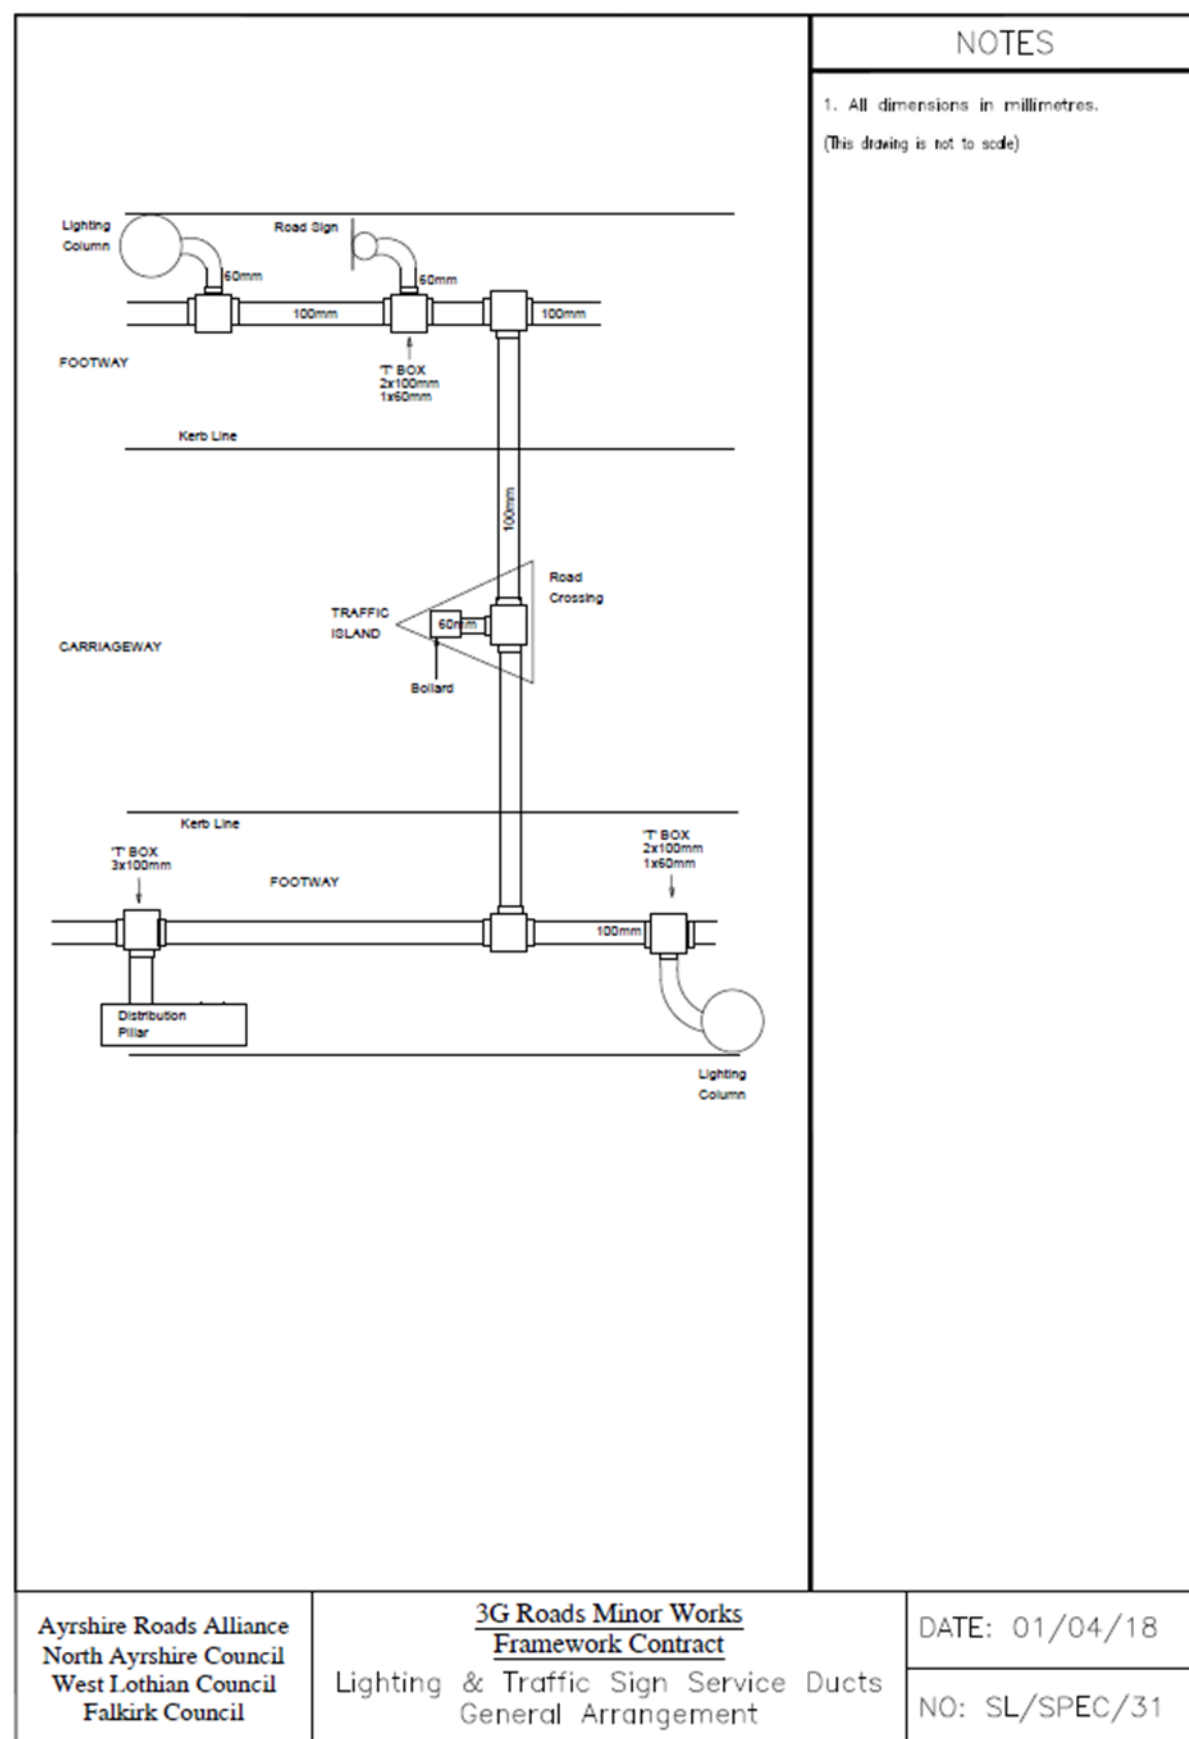 NOTES
1. All dimensions in millimetres.
(This drawing is not to scale)
Lighting
Column
Road Sign
60mm
60mm
100mm
100mm
FOOTWAY
'T' BOX
2x100mm
1x60mm
Kerb Line
100mm
Road
Crossing
TRAFFIC
ISLAND
60mm
CARRIAGEWAY
Bollard
Kerb Line
'T' BOX
3x100mm
'T' BOX
2x100mm
1x60mm
FOOTWAY
100mm
Distribution
Pillar
Lighting
Column
Ayrshire Roads Alliance
North Ayrshire Council
West Lothian Council
Falkirk Council
3G Roads Minor Works
Framework Contract
Lighting & Traffic Sign Service Ducts
General Arrangement
DATE: 01/04/18
NO: SL/SPEC/31